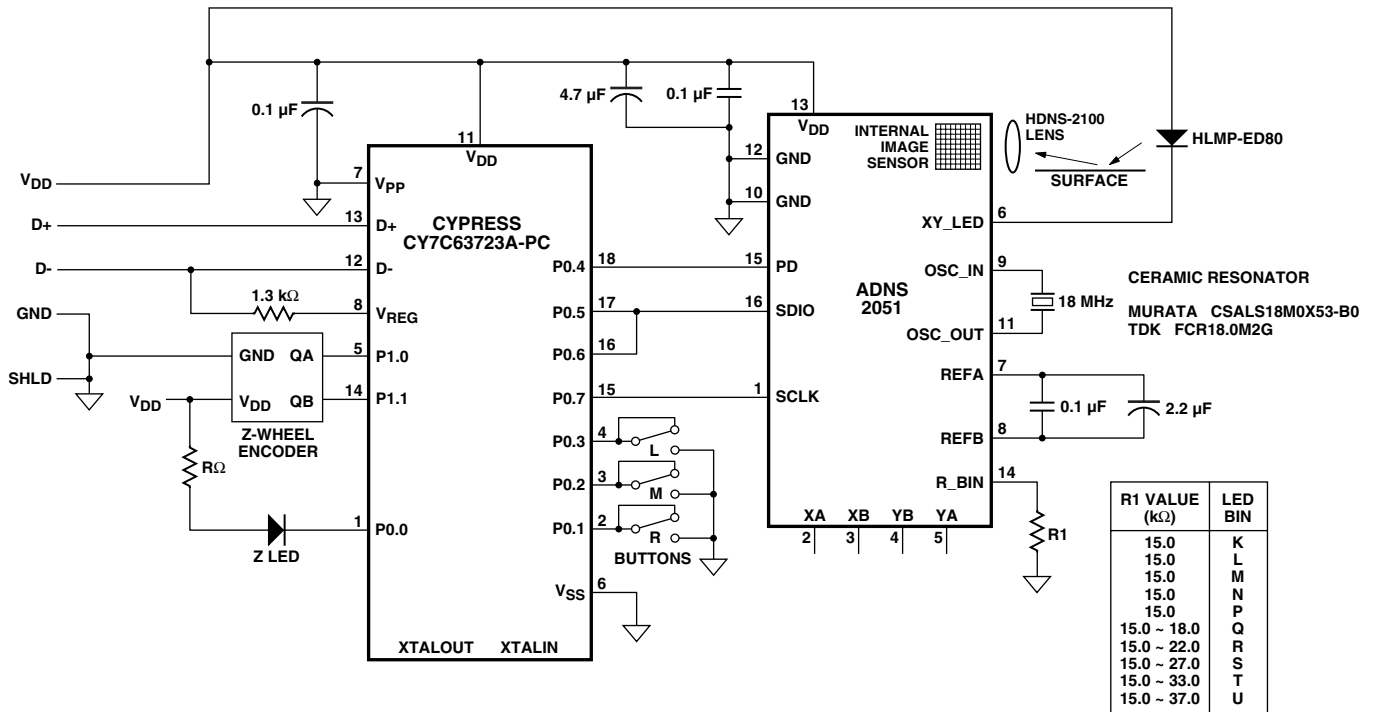 V_DD
D+
D-
GND
SHLD
0.1 µF
1.3 kΩ
GND QA
V_DD QB
Z-WHEEL
ENCODER
V_DD
RΩ
Z LED
11
V_DD
7 V_PP
13 D+
12 D-
8 V_REG
5 P1.0
14 P1.1
1 P0.0
CYPRESS
CY7C63723A-PC
P0.4 18
P0.5 17
P0.6 16
P0.7 15
P0.3 4
P0.2 3
P0.1 2
V_SS 6
XTALOUT XTALIN
L
M
R
BUTTONS
4.7 µF
0.1 µF
13
V_DD
12 GND
10 GND
15 PD
16 SDIO
1 SCLK
ADNS
2051
INTERNAL
IMAGE
SENSOR
HDNS-2100
LENS
SURFACE
HLMP-ED80
XY_LED 6
OSC_IN 9
OSC_OUT 11
18 MHz
CERAMIC RESONATOR
MURATA CSALS18M0X53-B0
TDK FCR18.0M2G
REFA 7
REFB 8
0.1 µF
2.2 µF
R_BIN 14
R1
XA XB YB YA
2 3 4 5
R1 VALUE LED
(kΩ) BIN
15.0 K
15.0 L
15.0 M
15.0 N
15.0 P
15.0 ~ 18.0 Q
15.0 ~ 22.0 R
15.0 ~ 27.0 S
15.0 ~ 33.0 T
15.0 ~ 37.0 U